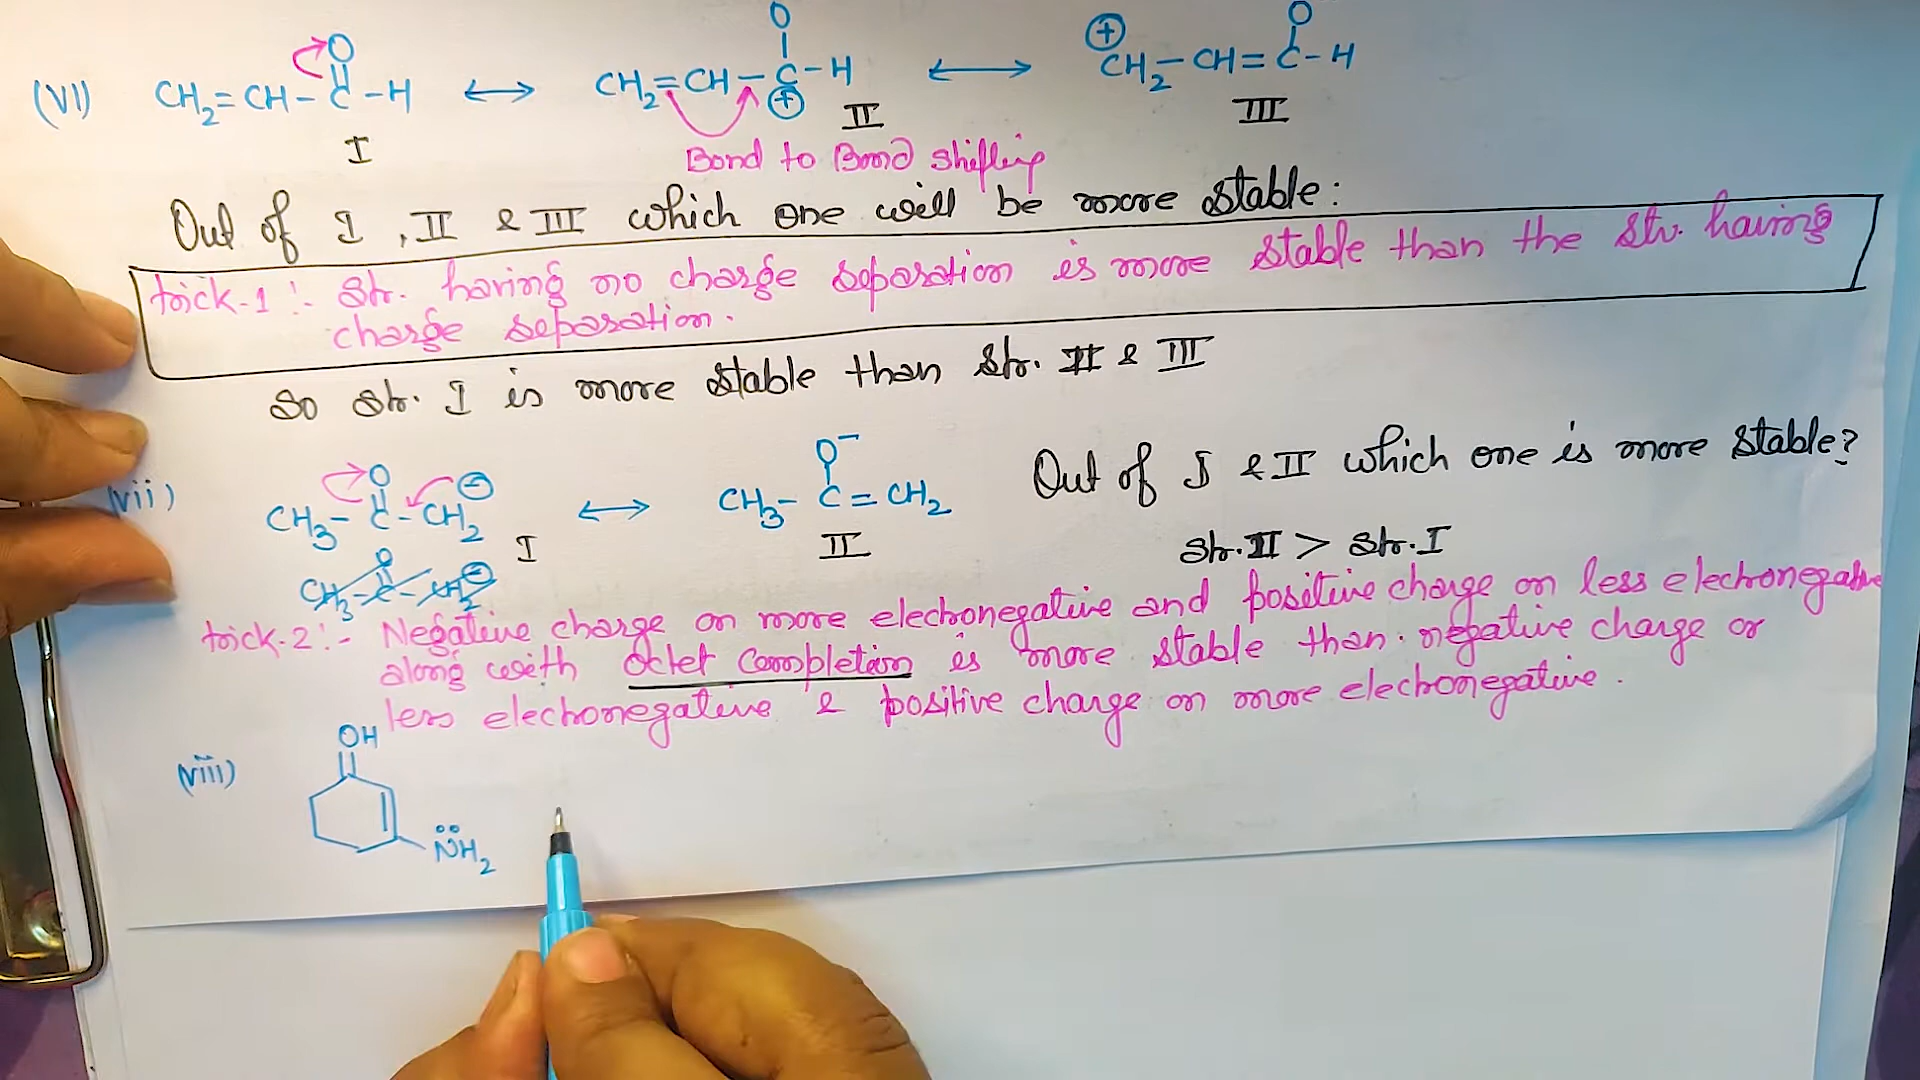 (VI) CH₂=CH-C-H ↔ CH₂=CH-C-H ↔ CH₂-CH=C-H
O O O
⊕ ⊕
I II III
Bond to Bond shifting
Out of I, II & III which one will be more stable:
trick-1:- Str. having no charge separation is more stable than the str. having
charge separation.
So str. I is more stable than str. II & III
(vii) CH₃-C-CH₂ ↔ CH₃-C=CH₂ Out of I & II which one is more stable?
O ⊖ O⁻
I II str.II > str.I
CH₃-C-CH₂
O ⊖
trick-2:- Negative charge on more electronegative and positive charge on less electronegative
along with octet completion is more stable than negative charge or
less electronegative & positive charge on more electronegative.
(viii) OH
N̈H₂